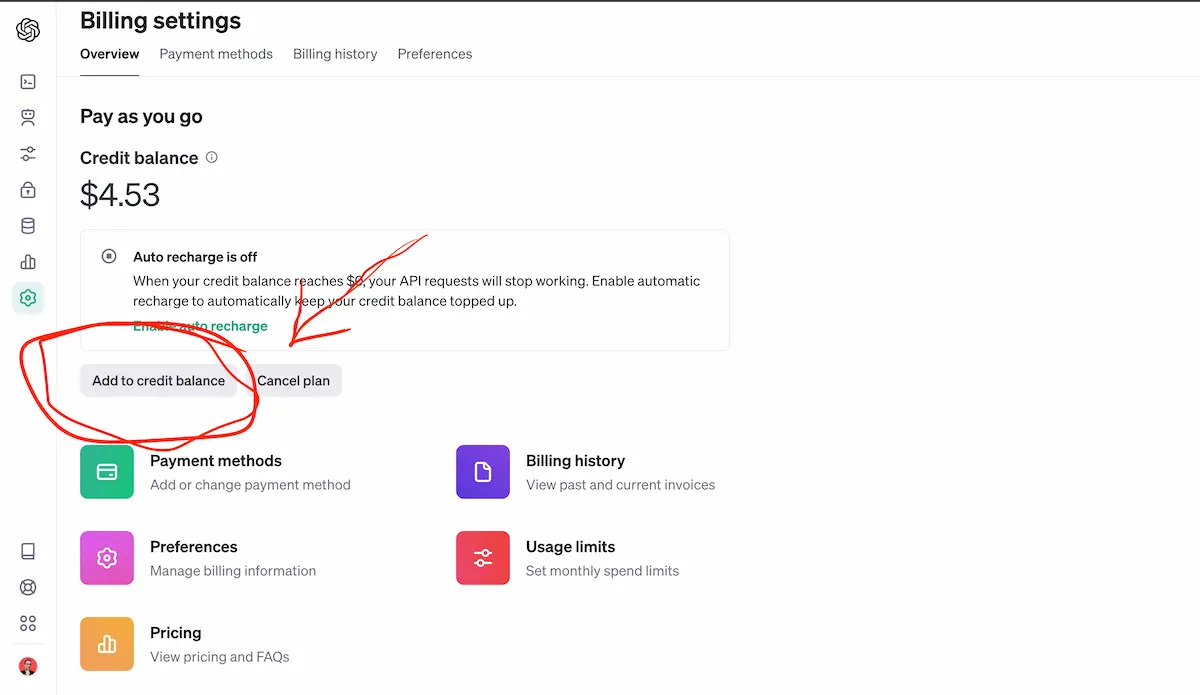 Billing settings
Overview Payment methods Billing history Preferences
Pay as you go
Credit balance
$4.53
Auto recharge is off
When your credit balance reaches $0, your API requests will stop working. Enable automatic
recharge to automatically keep your credit balance topped up.
Enable auto recharge
Add to credit balance Cancel plan
Payment methods
Add or change payment method
Billing history
View past and current invoices
Preferences
Manage billing information
Usage limits
Set monthly spend limits
Pricing
View pricing and FAQs